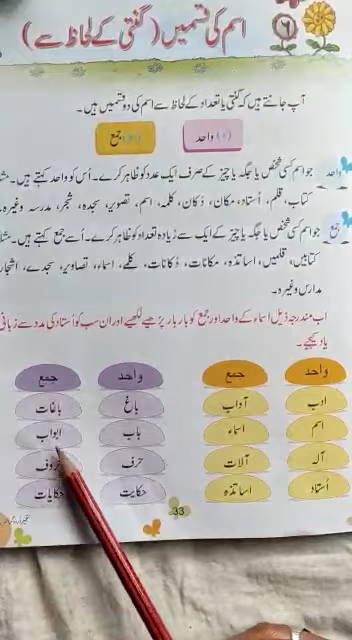 ۶
اسم کی قسمیں (گنتی کے لحاظ سے)
آپ جانتے ہیں کہ گنتی یا تعداد کے لحاظ سے اسم کی دو قسمیں ہیں۔
(۱) واحد (۲) جمع
واحد جو اسم کسی شخص یا جگہ یا چیز کے صرف ایک عدد کو ظاہر کرے۔ اُس کو واحد کہتے ہیں۔
کتاب، قلم، اُستاد، مکان، دُکان، کلمہ، اسم، تصویر، سجدہ، شجر، مدرسہ وغیرہ۔
جمع جو اسم کسی شخص یا جگہ یا چیز کے ایک سے زیادہ تعداد کو ظاہر کرے۔ اُسے جمع کہتے ہیں۔
کتابیں، قلمیں، اساتذہ، مکانات، دُکانات، کلمے، اسماء، تصاویر، سجدے، اشجار
مدارس وغیرہ۔
اب مندرجہ ذیل اسماء کے واحد اور جمع کو بار بار پڑھیے لکھیے اور ان سب کو اُستاد کی مدد سے زبانی
یاد کیجیے۔
واحد جمع واحد جمع
ادب آداب باغ باغات
اسم اسماء باب ابواب
آلہ آلات حرف حروف
اُستاد اساتذہ حکایت حکایات
33